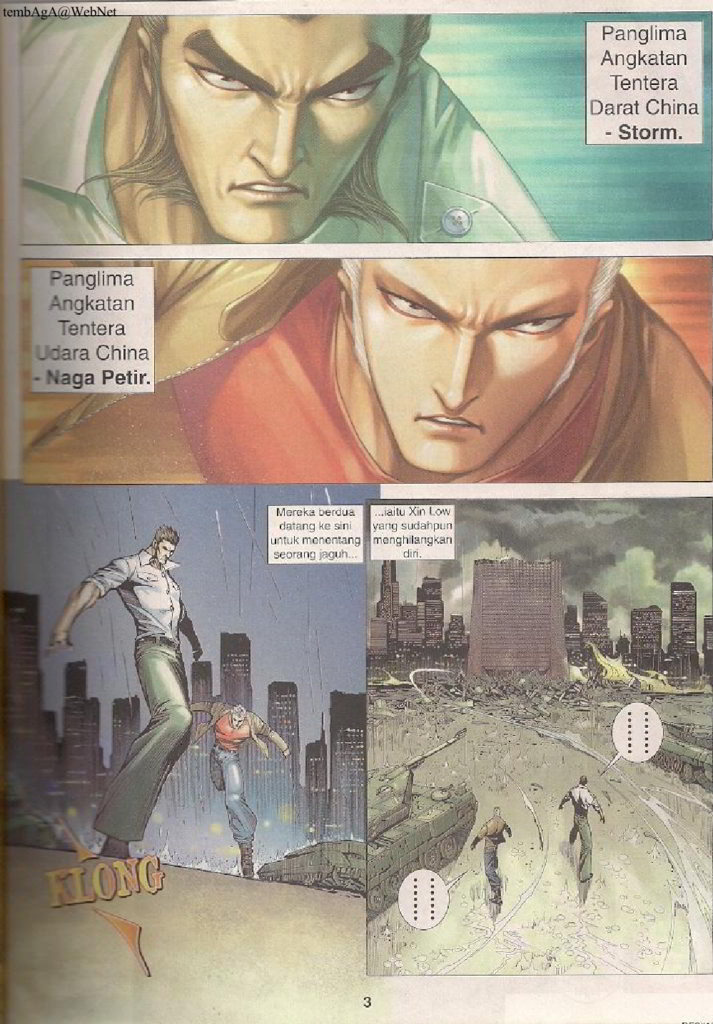 tembAgA@WebNet
Panglima
Angkatan
Tentera
Darat China
- Storm.
Panglima
Angkatan
Tentera
Udara China
- Naga Petir.
Mereka berdua
datang ke sini
untuk menentang
seorang jaguh...
...iaitu Xin Low
yang sudahpun
menghilangkan
diri.
KLONG
3